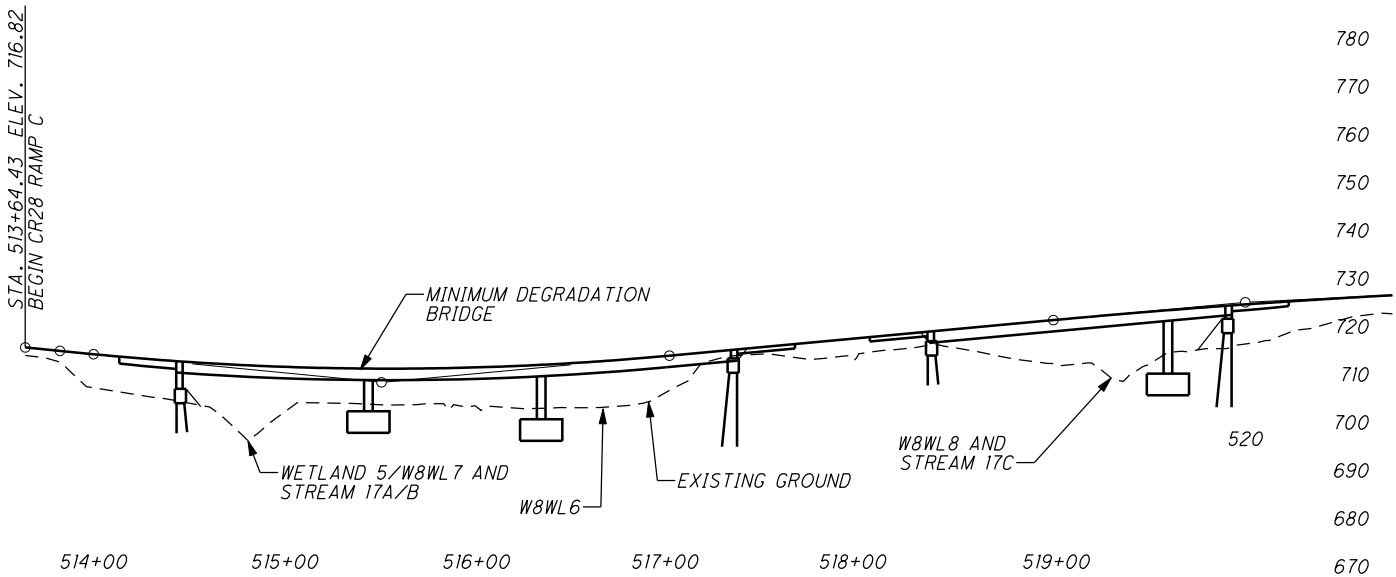 STA. 513+64.43 ELEV. 716.82
BEGIN CR28 RAMP C
780
770
760
750
740
730
720
710
700
690
680
670
MINIMUM DEGRADATION
BRIDGE
WETLAND 5/W8WL7 AND
STREAM 17A/B
W8WL6
EXISTING GROUND
W8WL8 AND
STREAM 17C
520
514+00
515+00
516+00
517+00
518+00
519+00